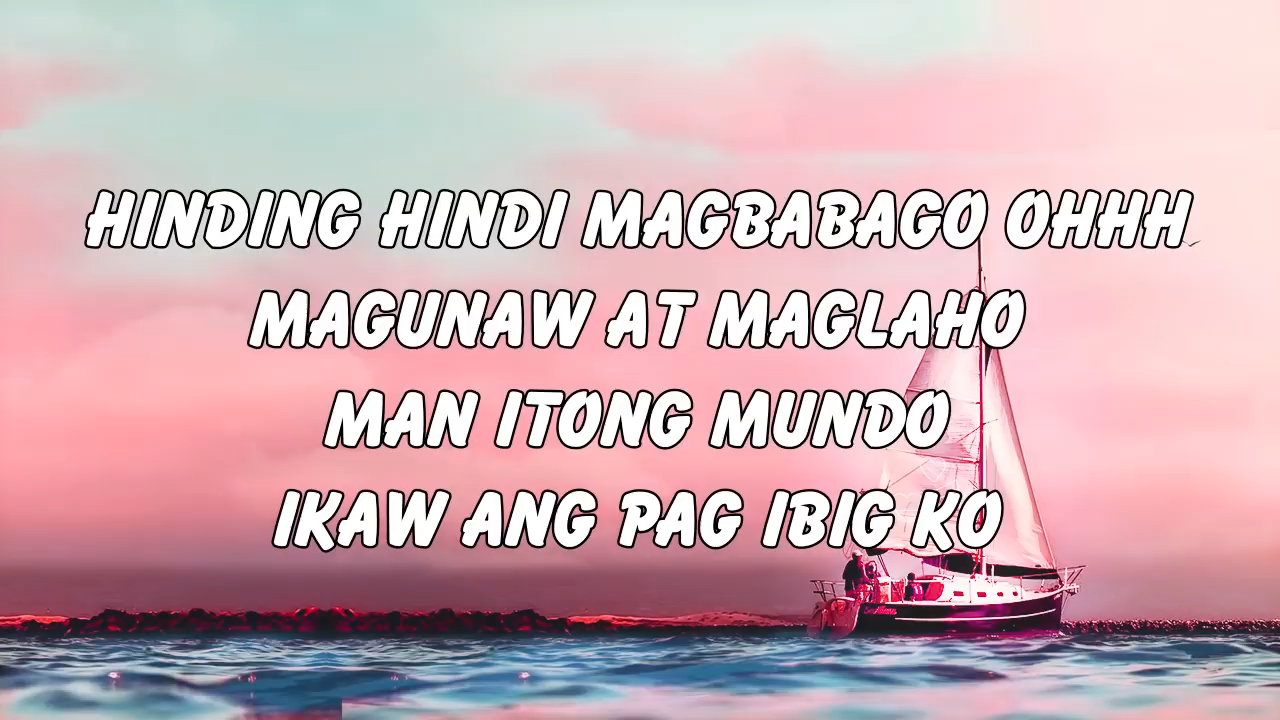 HINDING HINDI MAGBABAGO OHHH
MAGUNAW AT MAGLAHO
MAN ITONG MUNDO
IKAW ANG PAG IBIG KO